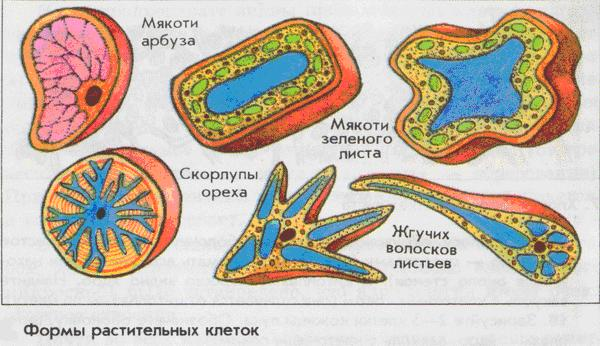 Мякоти
арбуза
Мякоти
зеленого
листа
Скорлупы
ореха
Жгучих
волосков
листьев
Формы растительных клеток